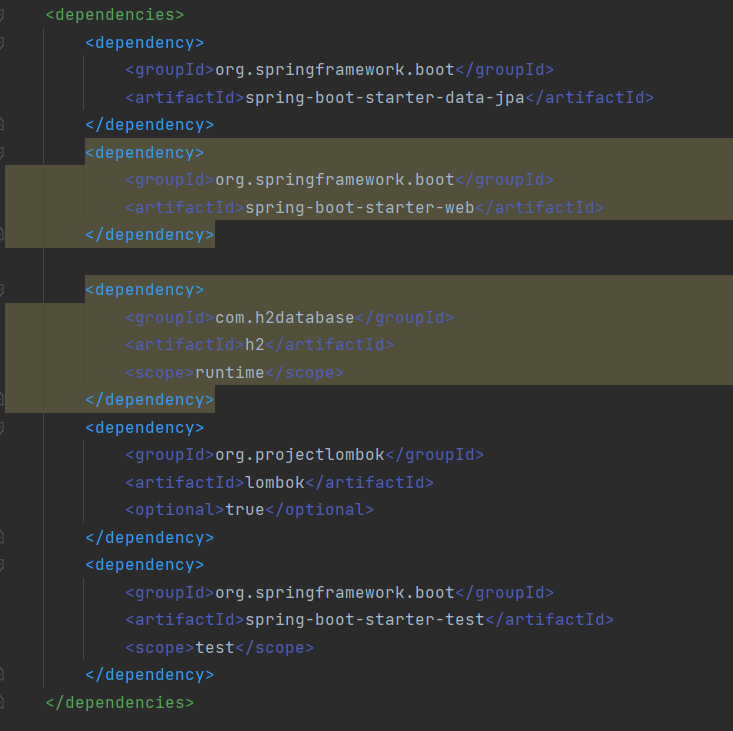 <dependencies>
<dependency>
<groupId>org.springframework.boot</groupId>
<artifactId>spring-boot-starter-data-jpa</artifactId>
</dependency>
<dependency>
<groupId>org.springframework.boot</groupId>
<artifactId>spring-boot-starter-web</artifactId>
</dependency>
<dependency>
<groupId>com.h2database</groupId>
<artifactId>h2</artifactId>
<scope>runtime</scope>
</dependency>
<dependency>
<groupId>org.projectlombok</groupId>
<artifactId>lombok</artifactId>
<optional>true</optional>
</dependency>
<dependency>
<groupId>org.springframework.boot</groupId>
<artifactId>spring-boot-starter-test</artifactId>
<scope>test</scope>
</dependency>
</dependencies>